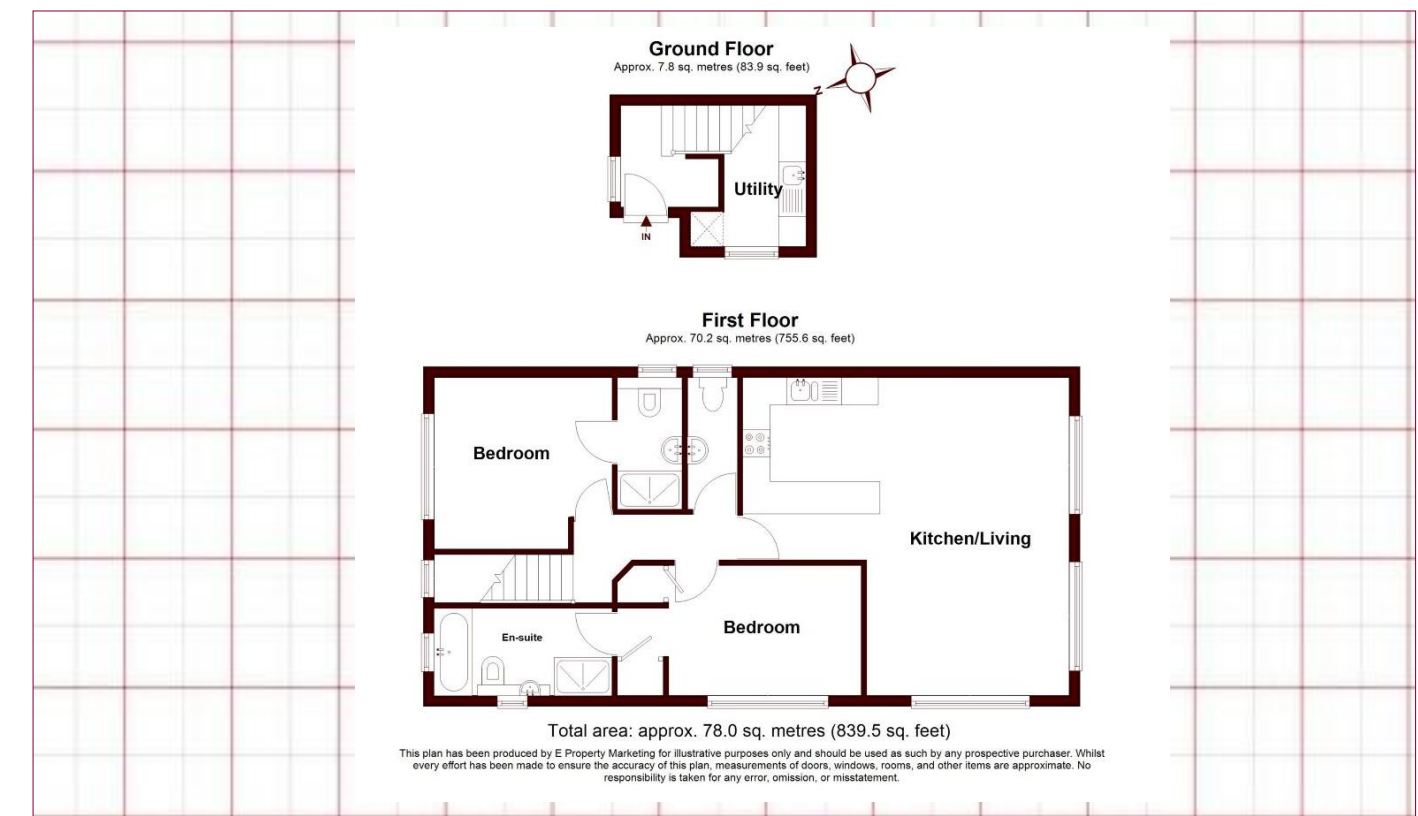 Ground Floor
Approx. 7.8 sq. metres (83.9 sq. feet)
N
Utility
IN
First Floor
Approx. 70.2 sq. metres (755.6 sq. feet)
Bedroom
Kitchen/Living
Bedroom
En-suite
Total area: approx. 78.0 sq. metres (839.5 sq. feet)
This plan has been produced by E Property Marketing for illustrative purposes only and should be used as such by any prospective purchaser. Whilst
every effort has been made to ensure the accuracy of this plan, measurements of doors, windows, rooms, and other items are approximate. No
responsibility is taken for any error, omission, or misstatement.